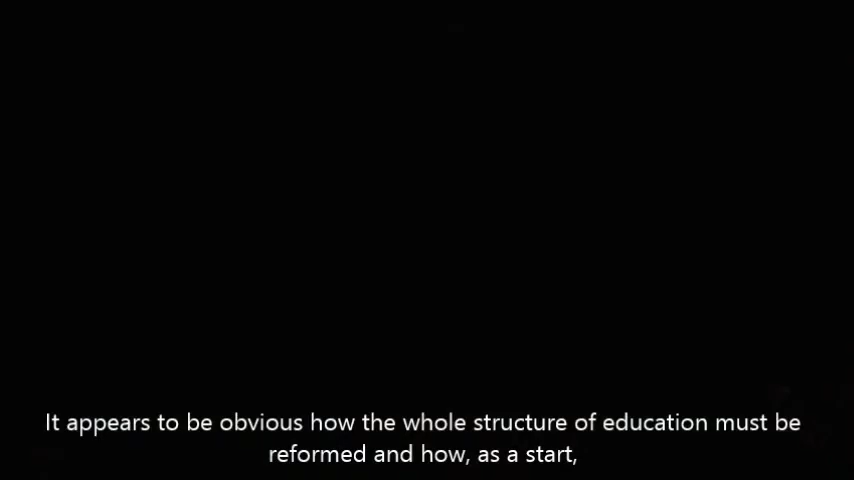 It appears to be obvious how the whole structure of education must be
reformed and how, as a start,